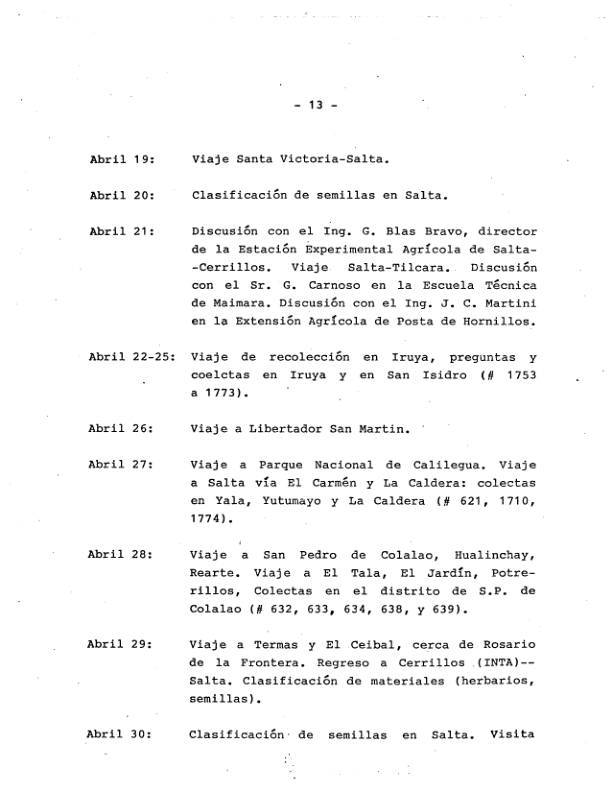 - 13 -
Abril 19: Viaje Santa Victoria-Salta.
Abril 20: Clasificación de semillas en Salta.
Abril 21: Discusión con el Ing. G. Blas Bravo, director
de la Estación Experimental Agrícola de Salta-
-Cerrillos. Viaje Salta-Tilcara. Discusión
con el Sr. G. Carnoso en la Escuela Técnica
de Maimara. Discusión con el Ing. J. C. Martini
en la Extensión Agrícola de Posta de Hornillos.
Abril 22-25: Viaje de recolección en Iruya, preguntas y
coelctas en Iruya y en San Isidro (# 1753
a 1773).
Abril 26: Viaje a Libertador San Martin.
Abril 27: Viaje a Parque Nacional de Calilegua. Viaje
a Salta vía El Carmén y La Caldera: colectas
en Yala, Yutumayo y La Caldera (# 621, 1710,
1774).
Abril 28: Viaje a San Pedro de Colalao, Hualinchay,
Rearte. Viaje a El Tala, El Jardín, Potre-
rillos, Colectas en el distrito de S.P. de
Colalao (# 632, 633, 634, 638, y 639).
Abril 29: Viaje a Termas y El Ceibal, cerca de Rosario
de la Frontera. Regreso a Cerrillos (INTA)--
Salta. Clasificación de materiales (herbarios,
semillas).
Abril 30: Clasificación de semillas en Salta. Visita